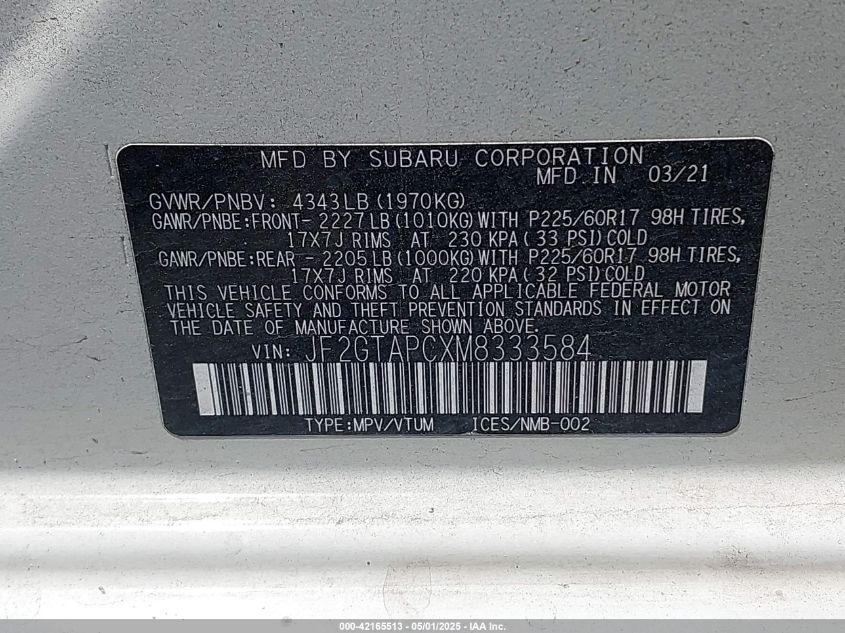 MFD BY SUBARU CORPORATION
MFD IN 03/21
GVWR/PNBV: 4343LB (1970KG)
GAWR/PNBE:FRONT- 2227LB (1010KG) WITH P225/60R17 98H TIRES,
17X7J RIMS AT 230 KPA (33 PSI) COLD
GAWR/PNBE:REAR - 2205LB (1000KG) WITH P225/60R17 98H TIRES,
17X7J RIMS AT 220 KPA (32 PSI) COLD
THIS VEHICLE CONFORMS TO ALL APPLICABLE FEDERAL MOTOR
VEHICLE SAFETY AND THEFT PREVENTION STANDARDS IN EFFECT ON
THE DATE OF MANUFACTURE SHOWN ABOVE.
VIN: JF2GTAPCXM8333584
TYPE:MPV/VTUM ICES/NMB-002
000-42165513 - 05/01/2025 - IAA Inc.